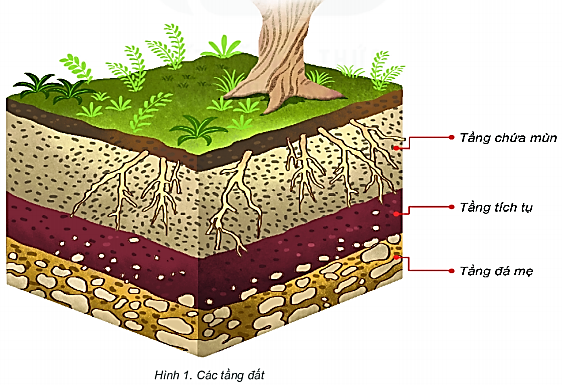 Tầng chứa mùn
Tầng tích tụ
Tầng đá mẹ
Hình 1. Các tầng đất